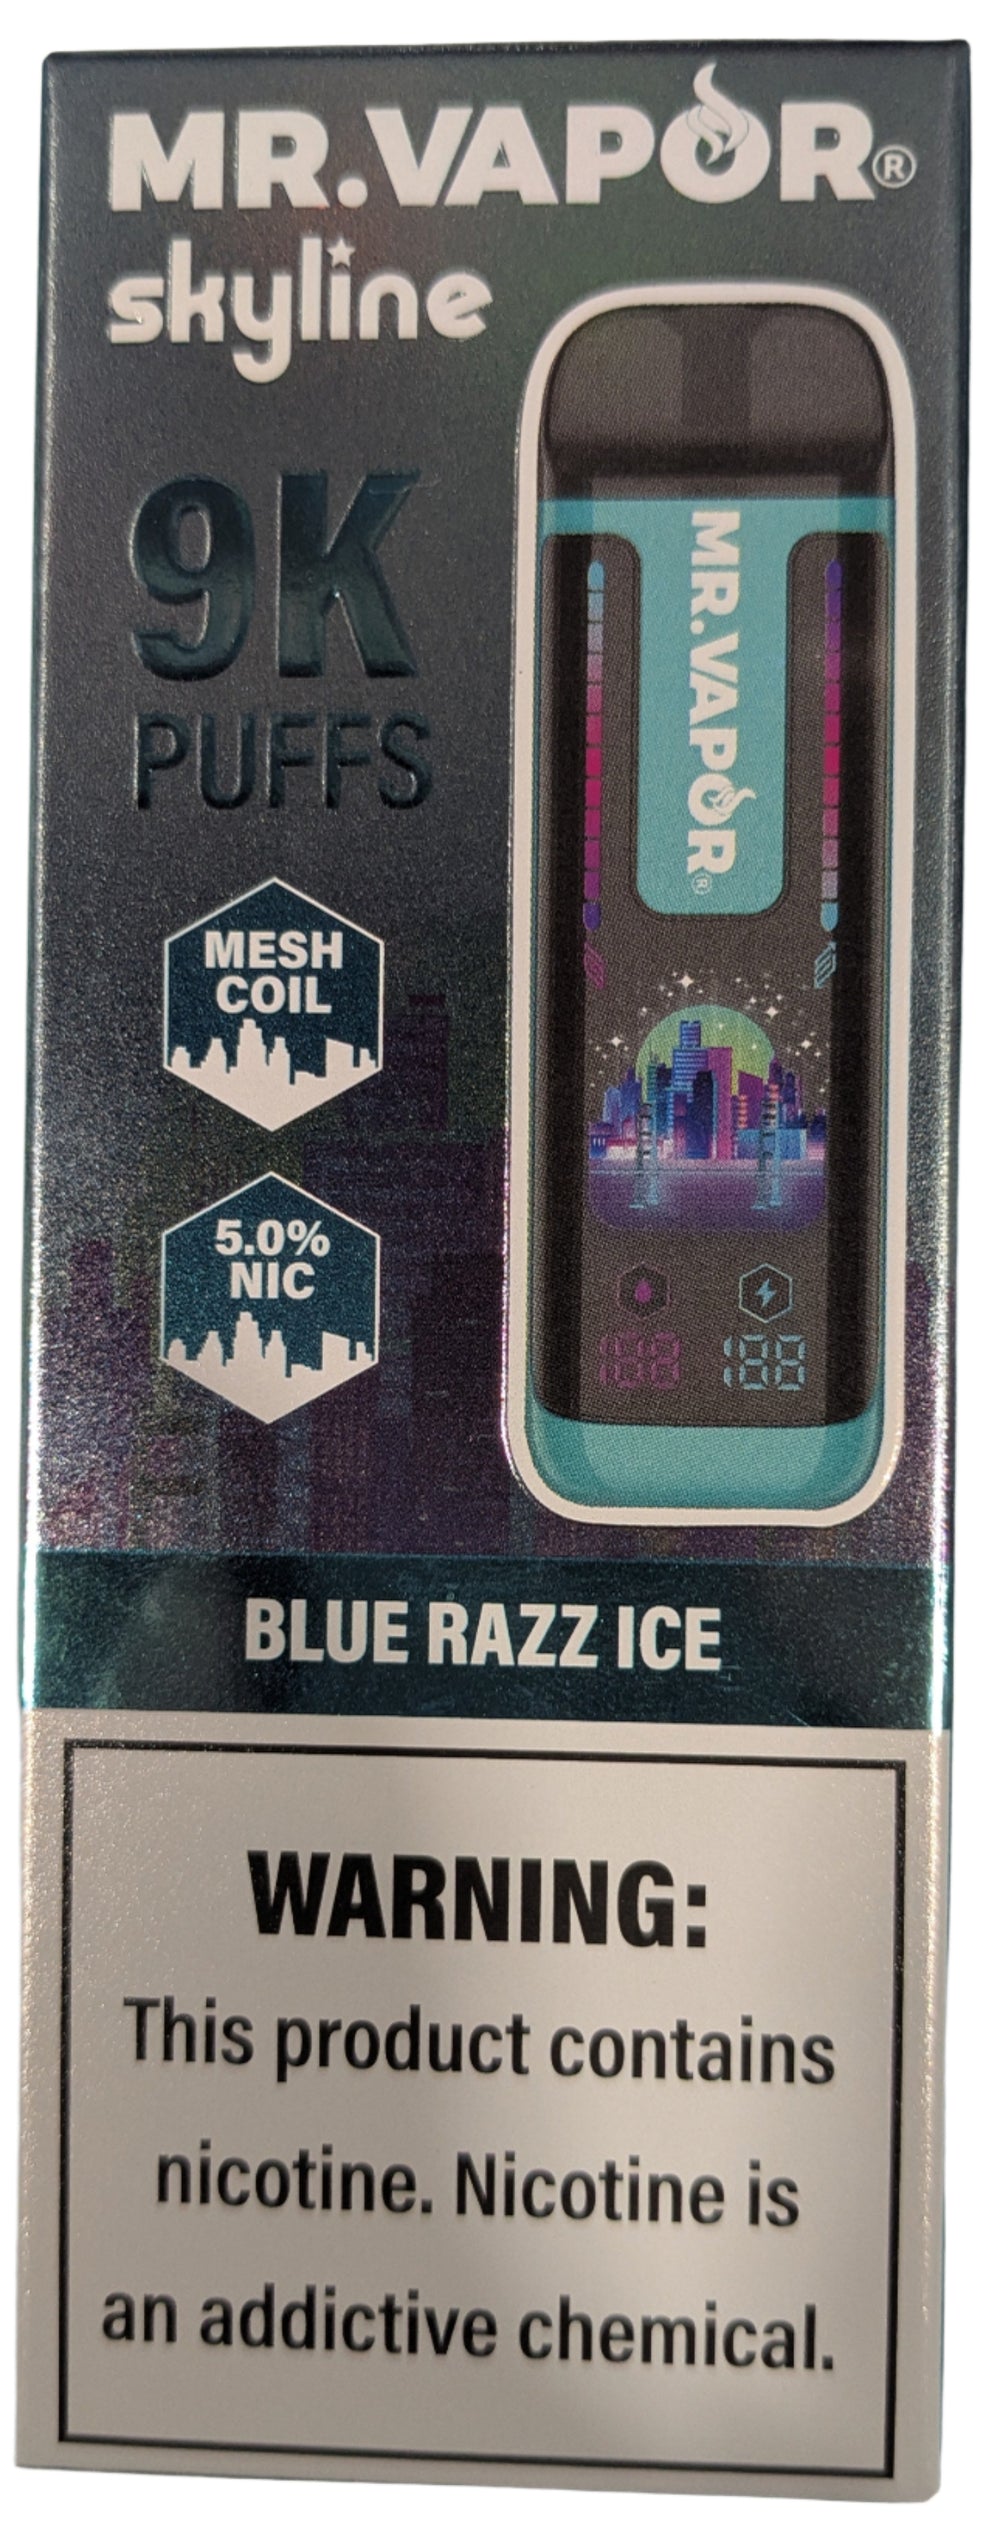 MR.VAPOR®
skyline
9K
PUFFS
MESH
COIL
5.0%
NIC
MR.VAPOR®
188 188
BLUE RAZZ ICE
WARNING:
This product contains
nicotine. Nicotine is
an addictive chemical.